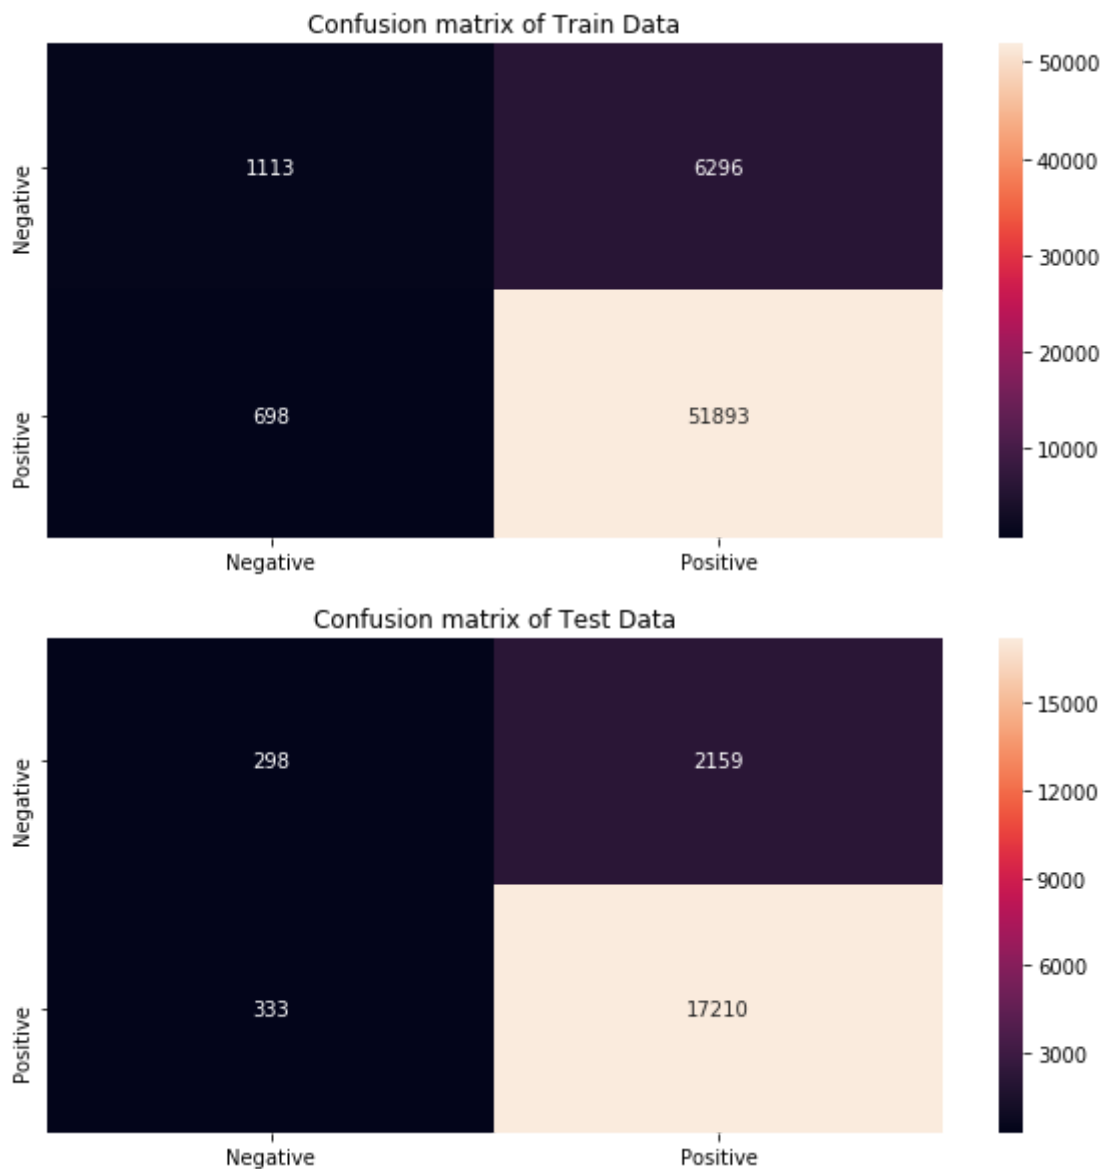 Confusion matrix of Train Data
Negative
1113
6296
Positive
698
51893
Negative
Positive
50000
40000
30000
20000
10000
Confusion matrix of Test Data
Negative
298
2159
Positive
333
17210
Negative
Positive
15000
12000
9000
6000
3000